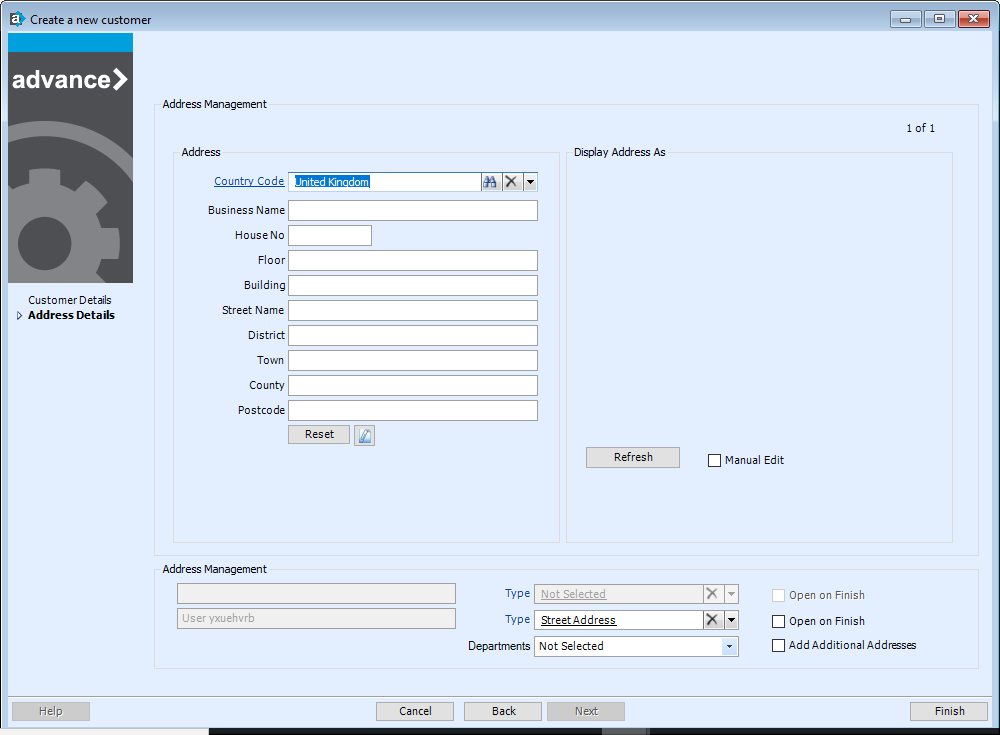 Create a new customer
advance
Address Management
1 of 1
Address
Display Address As
Country Code United Kingdom
Business Name
House No
Floor
Building
Customer Details
Street Name
Address Details
District
Town
County
Postcode
Reset
Refresh
Manual Edit
Address Management
Type Not Selected
Open on Finish
User yxuehvrb
Type Street Address
Open on Finish
Departments Not Selected
Add Additional Addresses
Help
Cancel
Back
Next
Finish